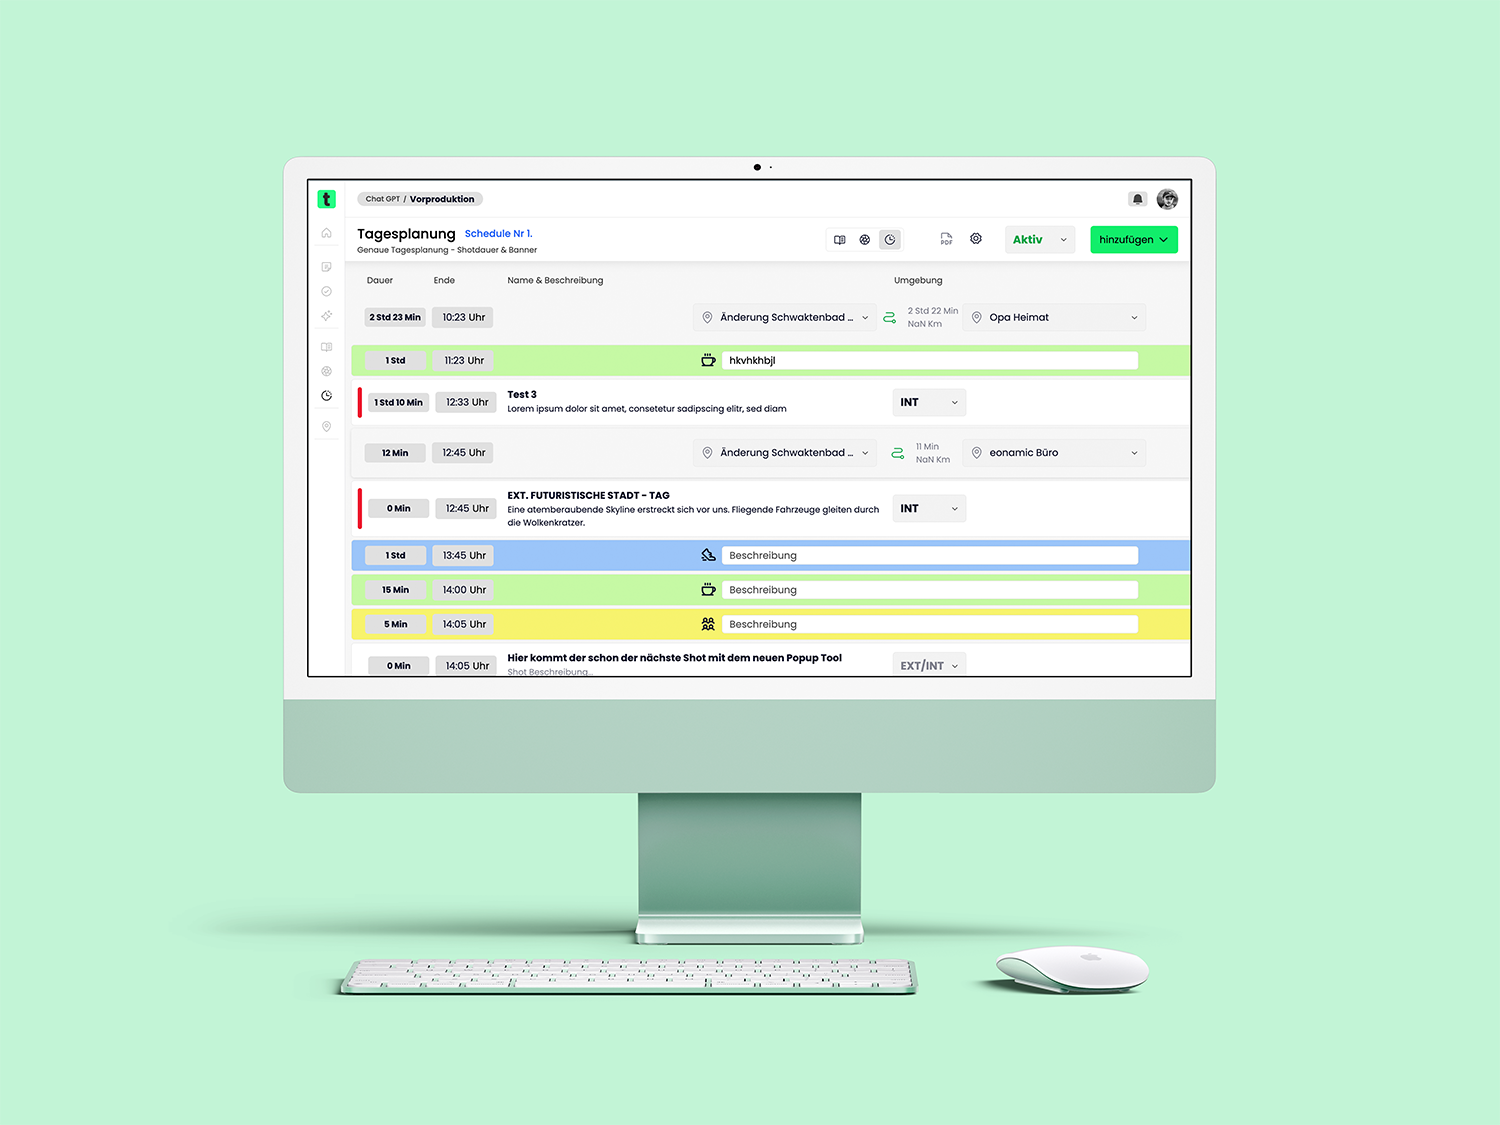 t
Chat GPT / Vorproduktion
Tagesplanung Schedule Nr 1.
Genaue Tagesplanung - Shotdauer & Banner
PDF
Aktiv
hinzufügen
Dauer Ende Name & Beschreibung Umgebung
2 Std 23 Min 10:23 Uhr Änderung Schwaktenbad ... 2 Std 22 Min Opa Heimat
NaN Km
1 Std 11:23 Uhr hkvhkhbjl
1 Std 10 Min 12:33 Uhr Test 3 INT
Lorem ipsum dolor sit amet, consetetur sadipscing elitr, sed diam
12 Min 12:45 Uhr Änderung Schwaktenbad ... 11 Min eonamic Büro
NaN Km
0 Min 12:45 Uhr EXT. FUTURISTISCHE STADT - TAG INT
Eine atemberaubende Skyline erstreckt sich vor uns. Fliegende Fahrzeuge gleiten durch
die Wolkenkratzer.
1 Std 13:45 Uhr Beschreibung
15 Min 14:00 Uhr Beschreibung
5 Min 14:05 Uhr Beschreibung
0 Min 14:05 Uhr Hier kommt der schon der nächste Shot mit dem neuen Popup Tool EXT/INT
Shot Beschreibung...